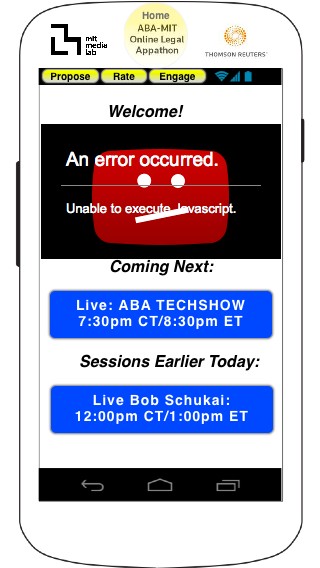 Home
ABA-MIT
Online Legal
Appathon
mit
media
lab
THOMSON REUTERS™
Propose Rate Engage
Welcome!
An error occurred.
Unable to execute Javascript.
Coming Next:
Live: ABA TECHSHOW
7:30pm CT/8:30pm ET
Sessions Earlier Today:
Live Bob Schukai:
12:00pm CT/1:00pm ET